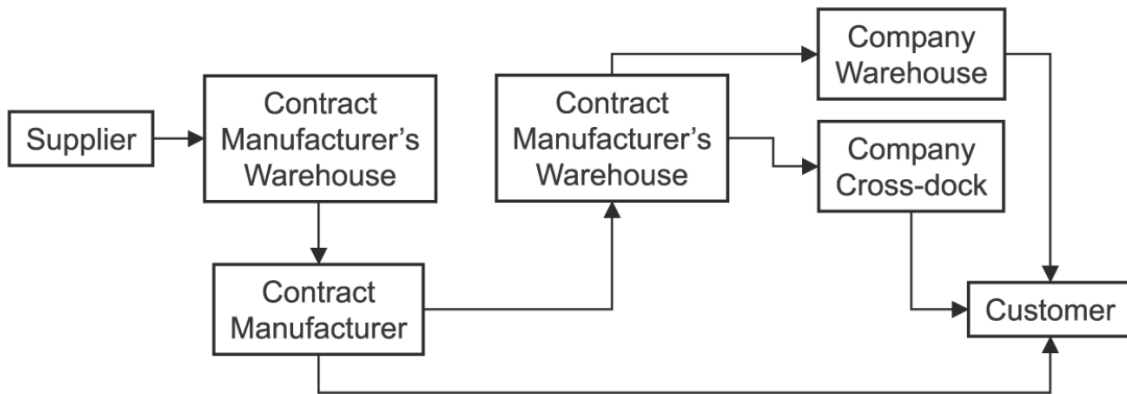 Supplier
Contract
Manufacturer’s
Warehouse
Contract
Manufacturer
Contract
Manufacturer’s
Warehouse
Company
Warehouse
Company
Cross-dock
Customer